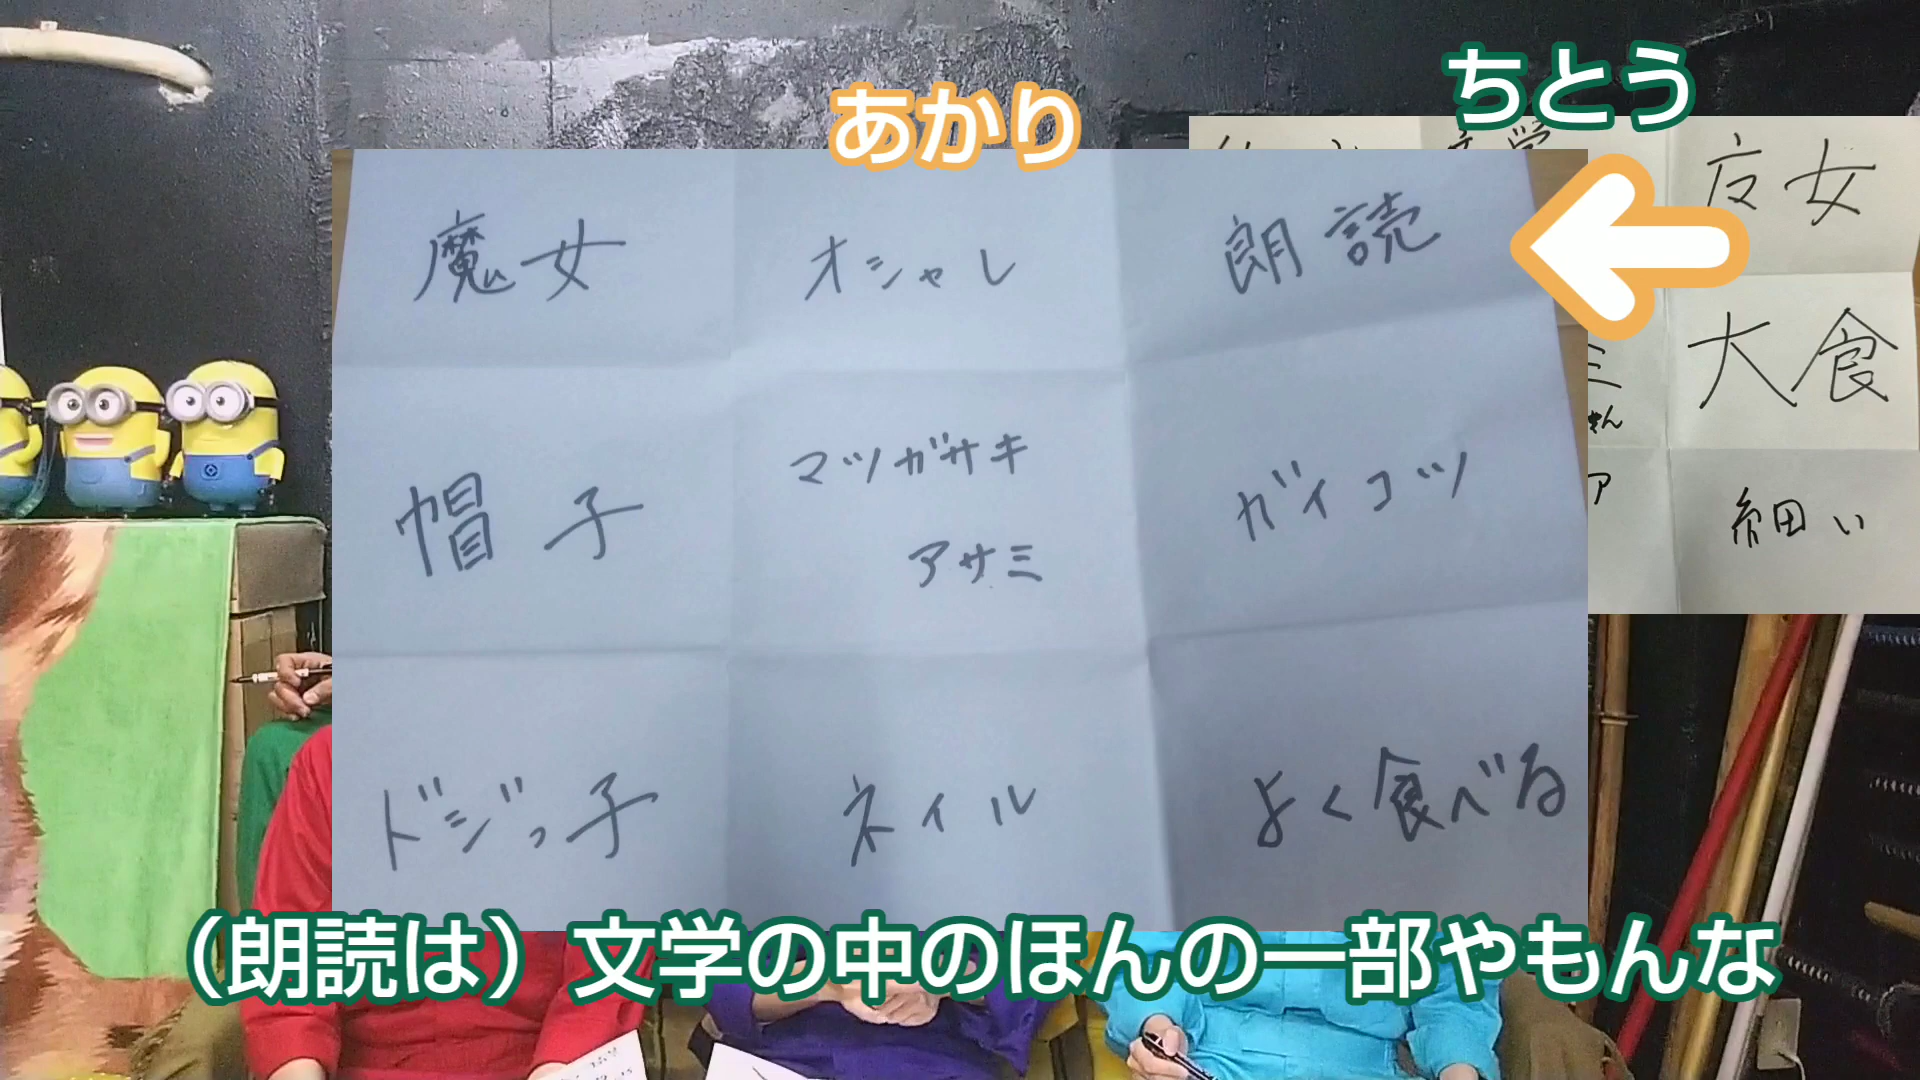 ちとう
あかり
魔女
オシャレ
朗読
帽子
マツガサキ
アサミ
ガイコツ
ドジっ子
ネイル
よく食べる
女
大食
細い
(朗読は)文学の中のほんの一部やもんな